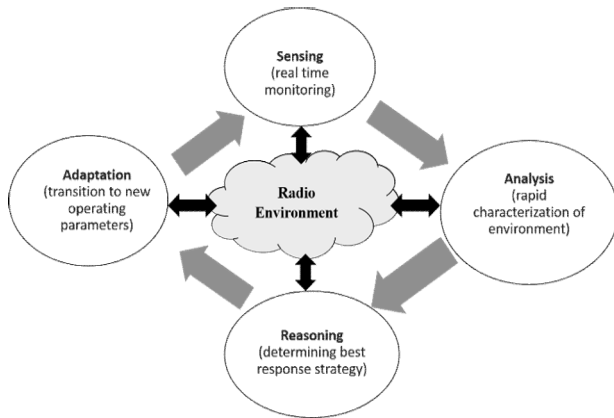 Sensing
(real time
monitoring)
Adaptation
(transition to new
operating
parameters)
Radio
Environment
Analysis
(rapid
characterization of
environment)
Reasoning
(determining best
response strategy)